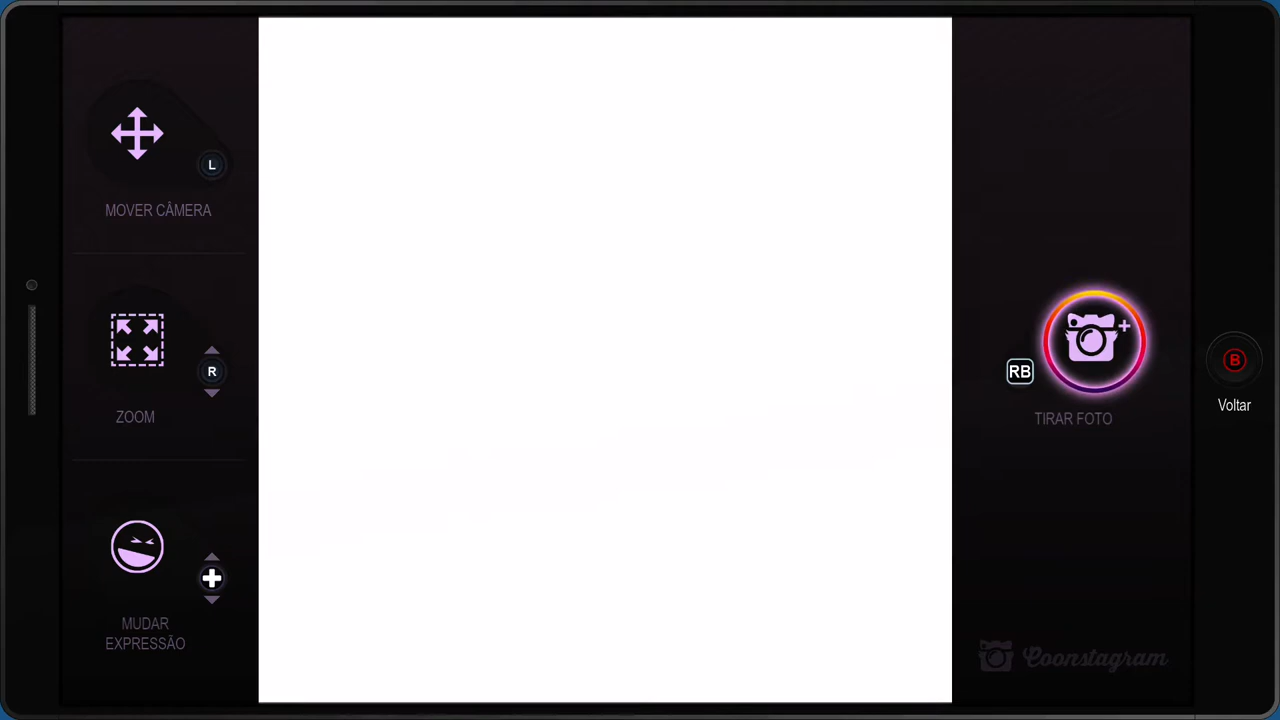 L
MOVER CÂMERA
R
ZOOM
MUDAR
EXPRESSÃO
RB
TIRAR FOTO
B
Voltar
Coonstagram